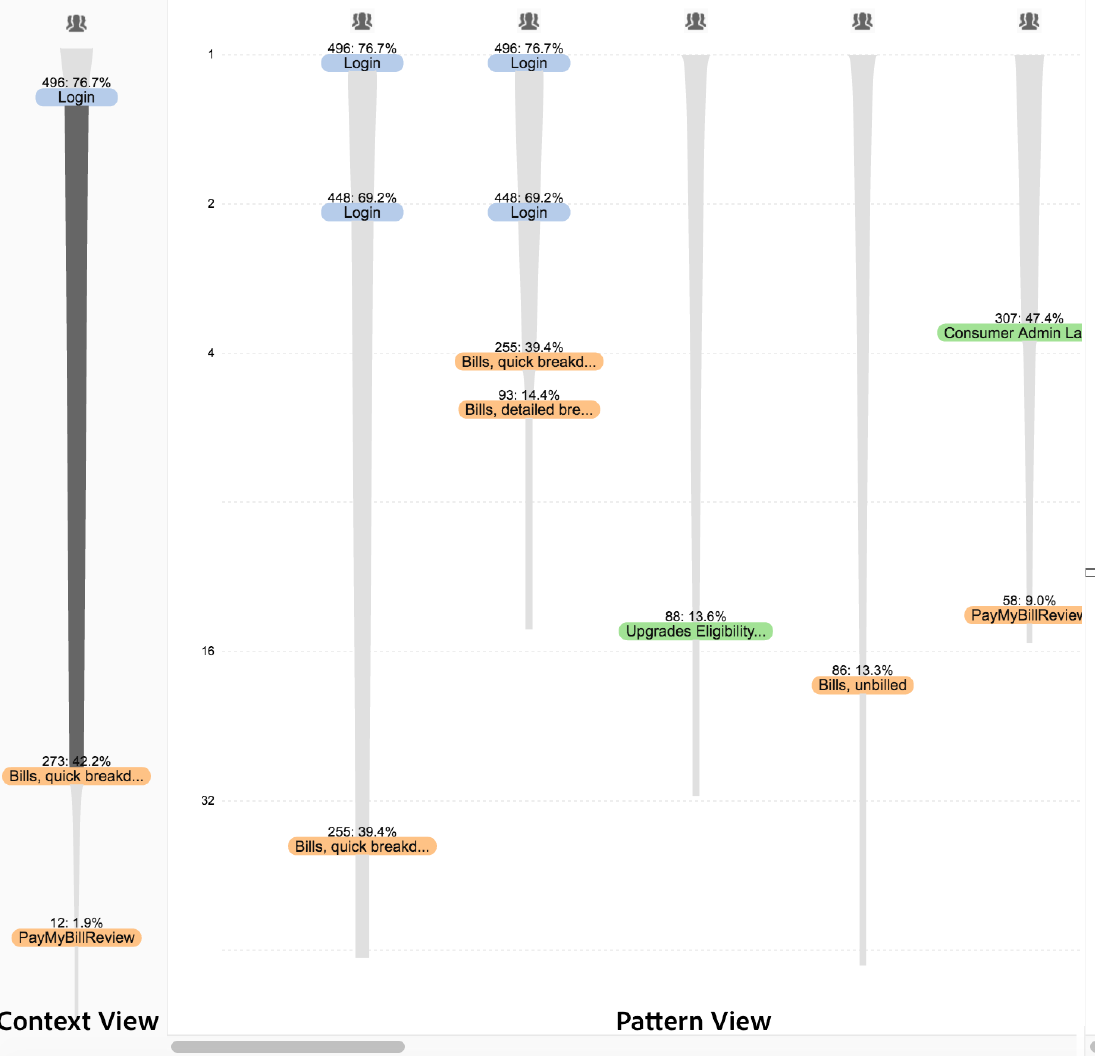 496: 76.7%
Login
273: 42.2%
Bills, quick breakd...
12: 1.9%
PayMyBillReview
Context View
1
2
4
16
32
496: 76.7%
Login
448: 69.2%
Login
255: 39.4%
Bills, quick breakd...
496: 76.7%
Login
448: 69.2%
Login
255: 39.4%
Bills, quick breakd...
93: 14.4%
Bills, detailed bre...
88: 13.6%
Upgrades Eligibility...
86: 13.3%
Bills, unbilled
307: 47.4%
Consumer Admin La
58: 9.0%
PayMyBillReview
Pattern View